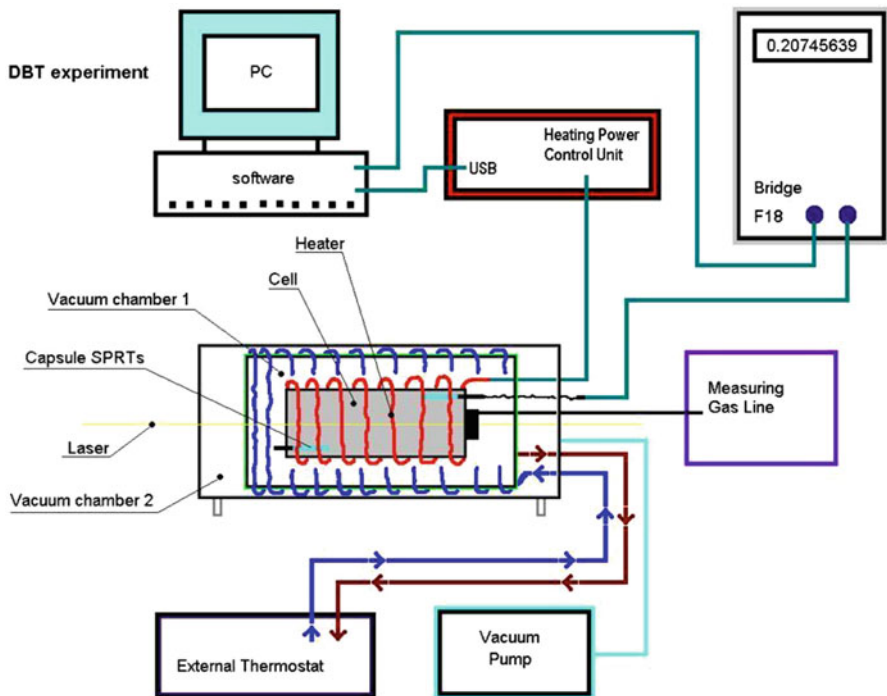 DBT experiment
PC
software
USB
Heating Power
Control Unit
0.20745639
Bridge
F18
Heater
Cell
Vacuum chamber 1
Capsule SPRTs
Laser
Vacuum chamber 2
Measuring
Gas Line
External Thermostat
Vacuum
Pump